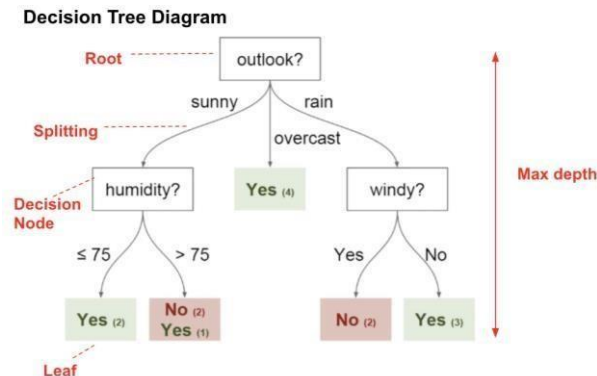 Decision Tree Diagram
Root
outlook?
sunny
rain
Splitting
overcast
Max depth
humidity?
Yes (4)
windy?
Decision
Node
≤ 75
> 75
Yes
No
Yes (2)
No (2)
Yes (1)
No (2)
Yes (3)
Leaf